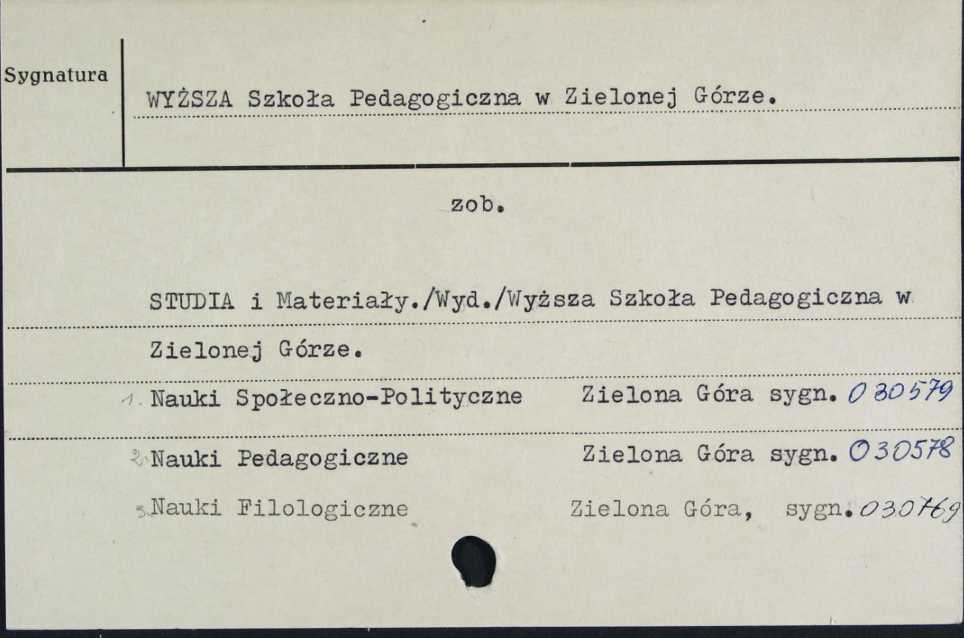 Sygnatura
WYŻSZA Szkoła Pedagogiczna w Zielonej Górze.
zob.
STUDIA i Materiały./Wyd./Wyższa Szkoła Pedagogiczna w
Zielonej Górze.
1. Nauki Społeczno-Polityczne Zielona Góra sygn. 030579
2. Nauki Pedagogiczne Zielona Góra sygn. 030578
3. Nauki Filologiczne Zielona Góra, sygn. 030769